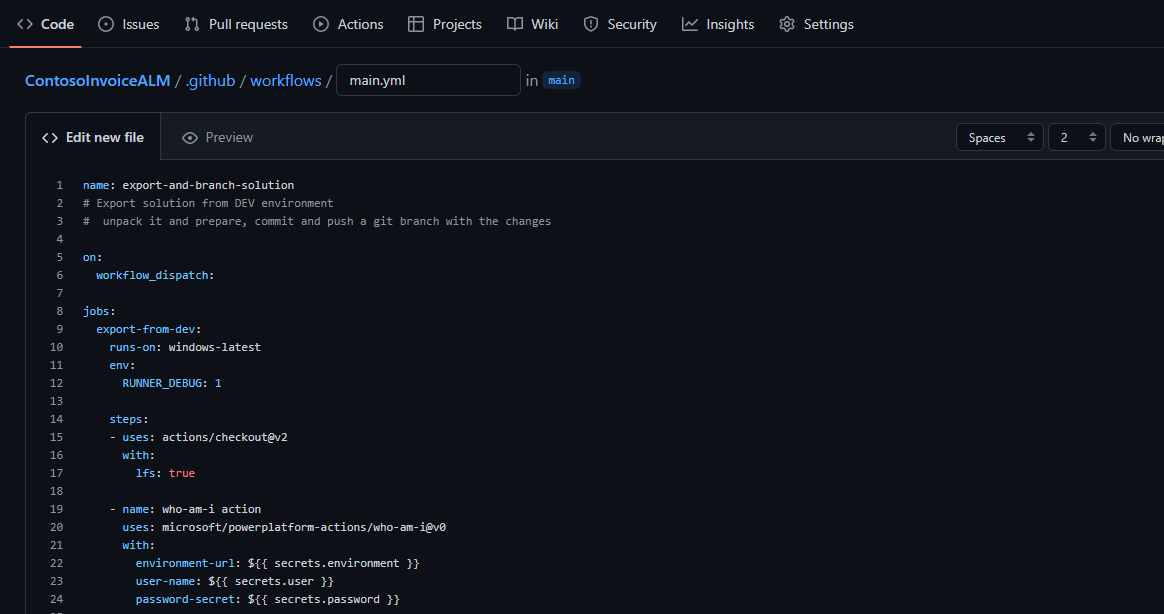 Code Issues Pull requests Actions Projects Wiki Security Insights Settings
ContosoInvoiceALM / .github / workflows / main.yml in main
Edit new file Preview Spaces 2 No wrap
1 name: export-and-branch-solution
2 # Export solution from DEV environment
3 #  unpack it and prepare, commit and push a git branch with the changes
4
5 on:
6   workflow_dispatch:
7
8 jobs:
9   export-from-dev:
10     runs-on: windows-latest
11     env:
12       RUNNER_DEBUG: 1
13
14     steps:
15     - uses: actions/checkout@v2
16       with:
17         lfs: true
18
19     - name: who-am-i action
20       uses: microsoft/powerplatform-actions/who-am-i@v0
21       with:
22         environment-url: ${{ secrets.environment }}
23         user-name: ${{ secrets.user }}
24         password-secret: ${{ secrets.password }}